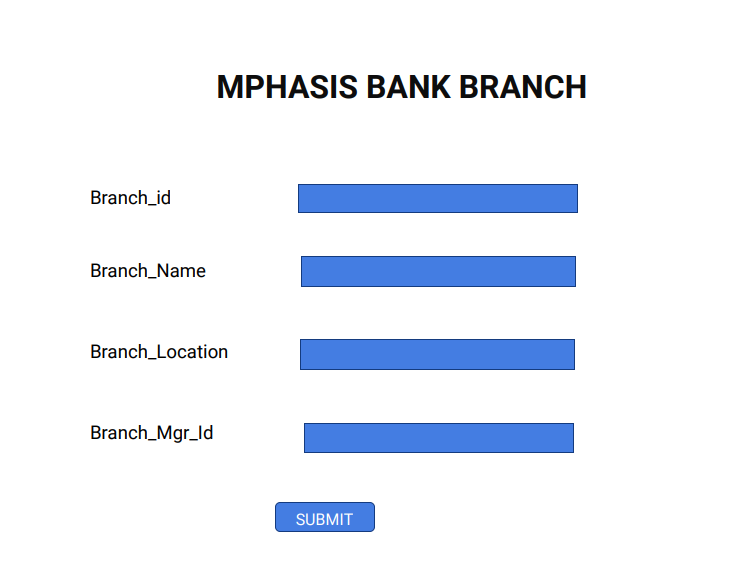 MPHASIS BANK BRANCH
Branch_id
Branch_Name
Branch_Location
Branch_Mgr_Id
SUBMIT